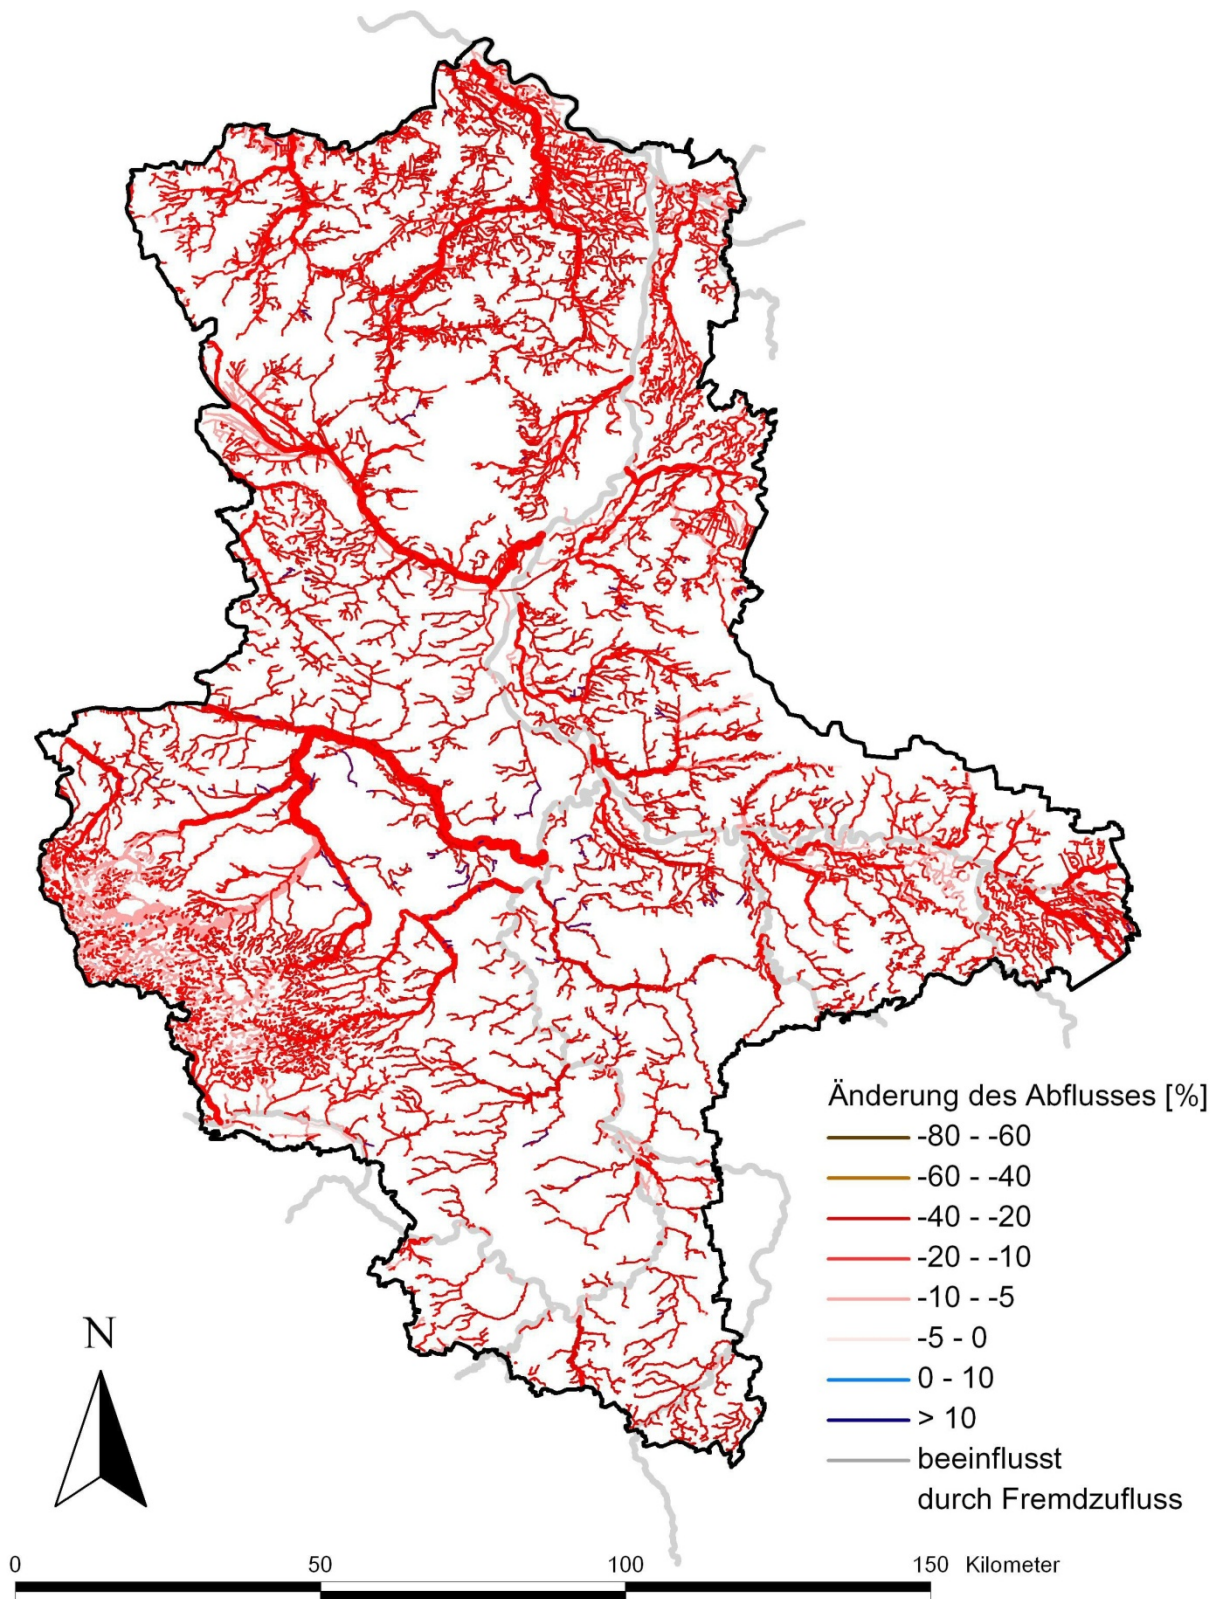 Änderung des Abflusses [%]
-80 - -60
-60 - -40
-40 - -20
-20 - -10
-10 - -5
-5 - 0
0 - 10
> 10
beeinflusst
durch Fremdzufluss
N
0 50 100 150 Kilometer